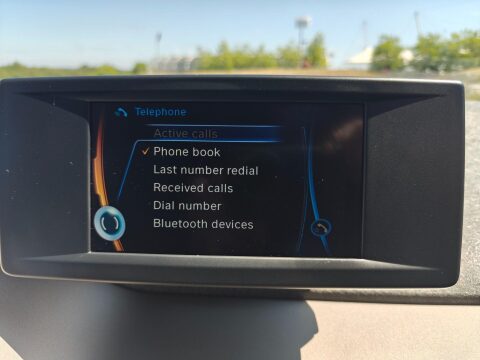 Telephone
Active calls
Phone book
Last number redial
Received calls
Dial number
Bluetooth devices